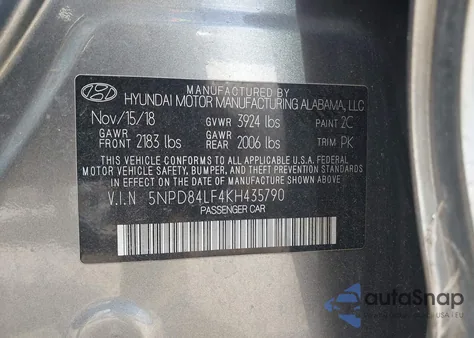 MANUFACTURED BY
HYUNDAI MOTOR MANUFACTURING ALABAMA, LLC
Nov/15/18 GVWR 3924 lbs PAINT 2C
GAWR FRONT 2183 lbs GAWR REAR 2006 lbs TRIM PK
THIS VEHICLE CONFORMS TO ALL APPLICABLE U.S.A. FEDERAL
MOTOR VEHICLE SAFETY, BUMPER, AND THEFT PREVENTION
STANDARDS IN EFFECT ON THE DATE OF MANUFACTURE SHOWN ABOVE.
V.I.N 5NPD84LF4KH435790
PASSENGER CAR
autoSnap